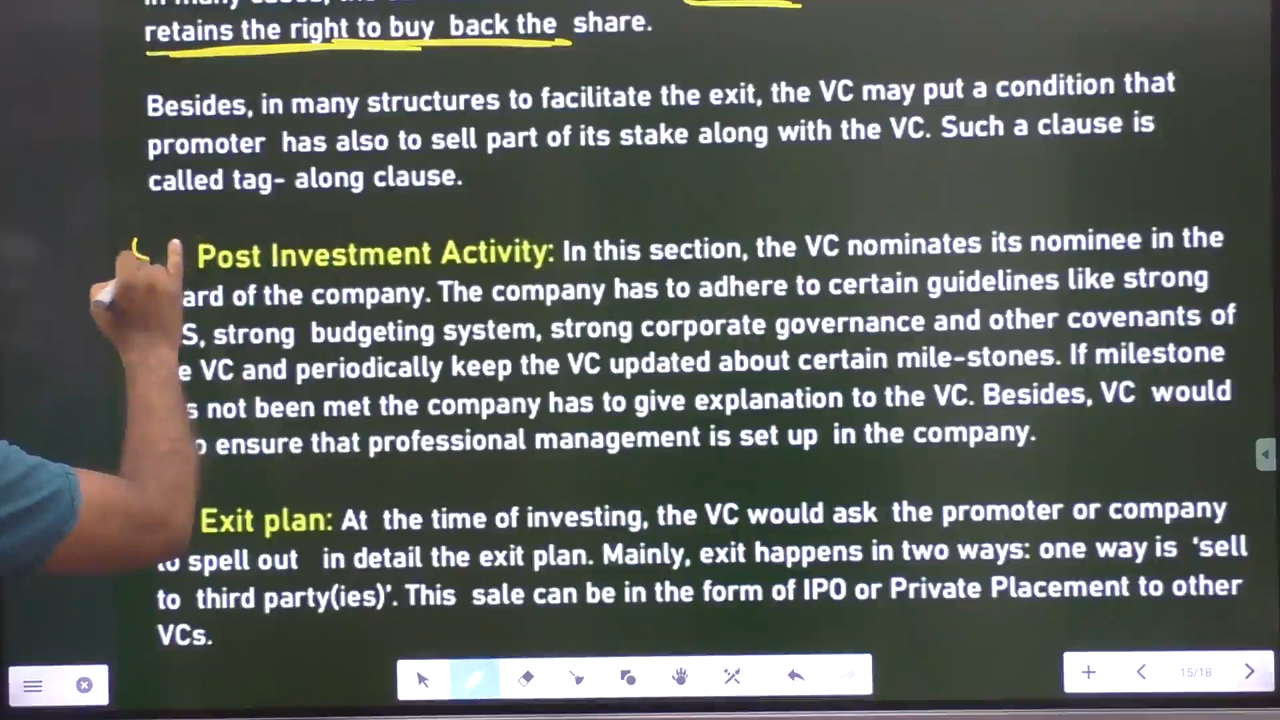 retains the right to buy back the share.
Besides, in many structures to facilitate the exit, the VC may put a condition that
promoter has also to sell part of its stake along with the VC. Such a clause is
called tag- along clause.
Post Investment Activity: In this section, the VC nominates its nominee in the
ard of the company. The company has to adhere to certain guidelines like strong
S, strong budgeting system, strong corporate governance and other covenants of
e VC and periodically keep the VC updated about certain mile-stones. If milestone
s not been met the company has to give explanation to the VC. Besides, VC would
ensure that professional management is set up in the company.
Exit plan: At the time of investing, the VC would ask the promoter or company
to spell out in detail the exit plan. Mainly, exit happens in two ways: one way is 'sell
to third party(ies)'. This sale can be in the form of IPO or Private Placement to other
VCs.
15/18